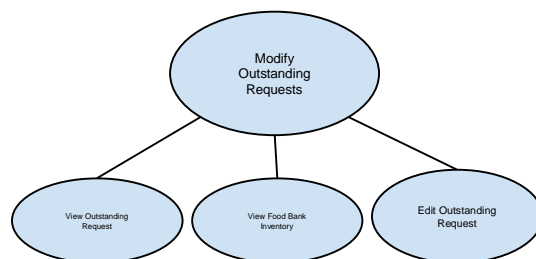 Modify
Outstanding
Requests
View Outstanding
Request
View Food Bank
Inventory
Edit Outstanding
Request